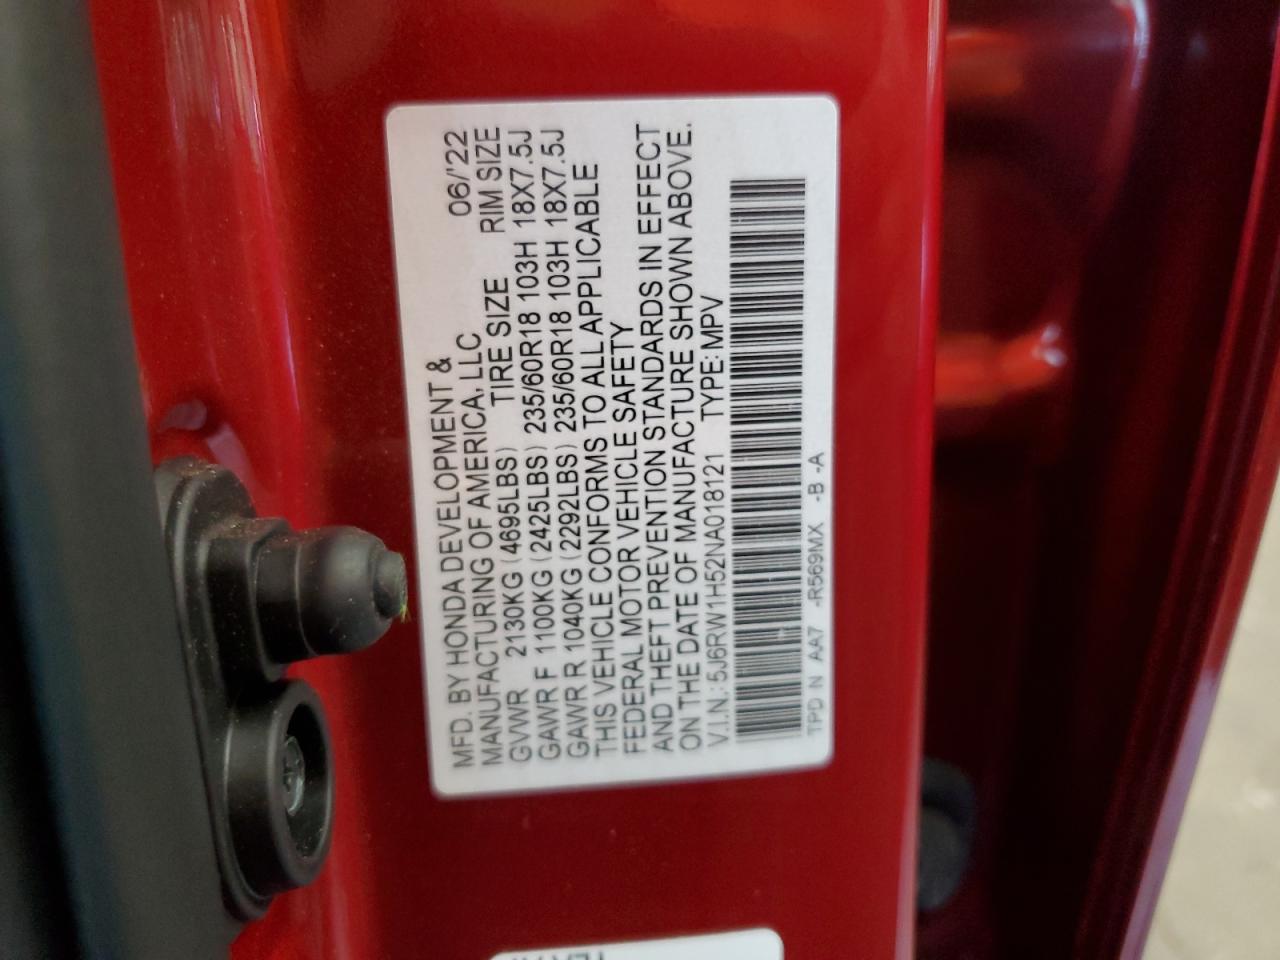 MFD. BY HONDA DEVELOPMENT & 06/'22
MANUFACTURING OF AMERICA, LLC RIM SIZE
GVWR 2130KG (4695LBS) TIRE SIZE
GAWR F 1100KG (2425LBS) 235/60R18 103H 18X7.5J
GAWR R 1040KG (2292LBS) 235/60R18 103H 18X7.5J
THIS VEHICLE CONFORMS TO ALL APPLICABLE
FEDERAL MOTOR VEHICLE SAFETY
AND THEFT PREVENTION STANDARDS IN EFFECT
ON THE DATE OF MANUFACTURE SHOWN ABOVE.
V.I.N.: 5J6RW1H52NA018121 TYPE: MPV
TPD N AA7 -R569MX -B -A